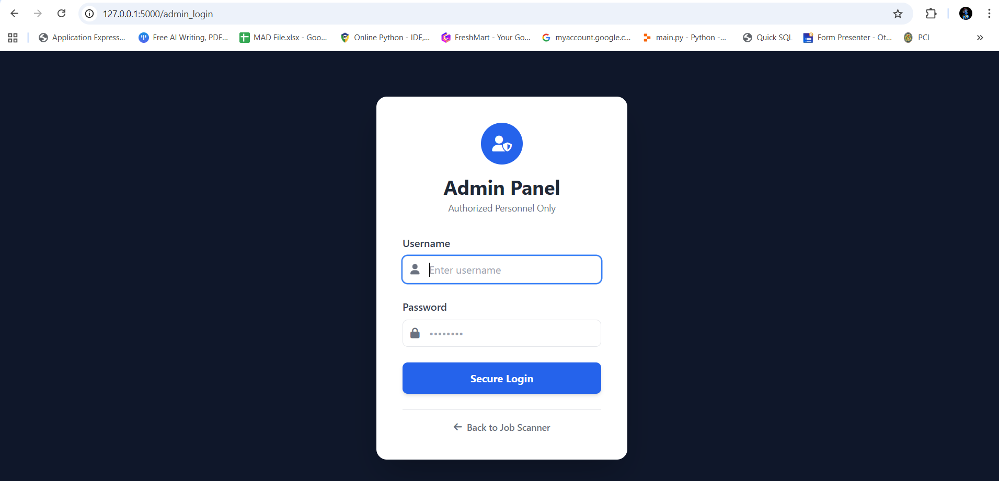 127.0.0.1:5000/admin_login
Application Express... Free AI Writing, PDF... MAD File.xlsx - Goo... Online Python - IDE,... FreshMart - Your Go... myaccount.google.c... main.py - Python -... Quick SQL Form Presenter - Ot... PCI
Admin Panel
Authorized Personnel Only
Username
Enter username
Password
••••••••
Secure Login
Back to Job Scanner